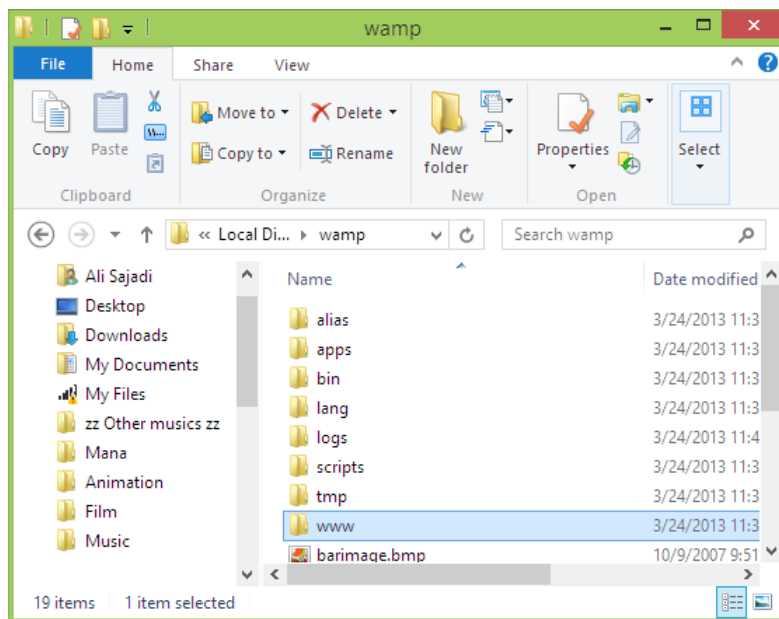 wamp
File Home Share View
Copy Paste W...
Move to Delete
Copy to Rename
New folder
Properties
Select
Clipboard Organize New Open
« Local Di... wamp
Search wamp
Ali Sajadi
Desktop
Downloads
My Documents
My Files
zz Other musics zz
Mana
Animation
Film
Music
Name Date modified
alias 3/24/2013 11:3
apps 3/24/2013 11:3
bin 3/24/2013 11:3
lang 3/24/2013 11:3
logs 3/24/2013 11:4
scripts 3/24/2013 11:3
tmp 3/24/2013 11:3
www 3/24/2013 11:3
barimage.bmp 10/9/2007 9:51
19 items 1 item selected